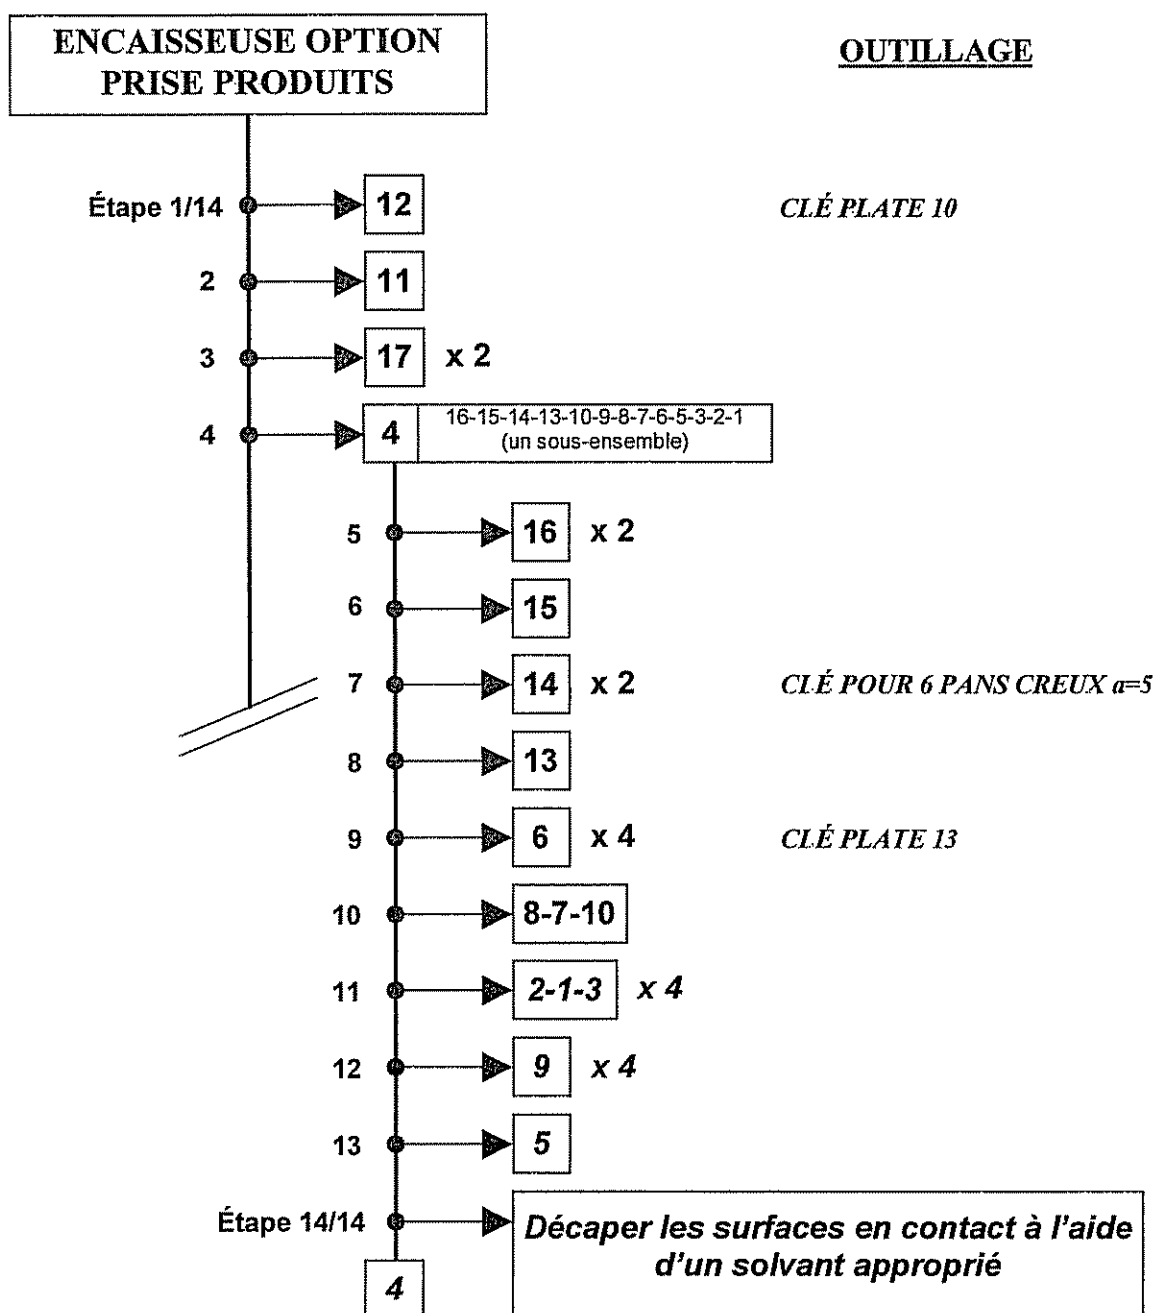 ENCAISSEUSE OPTION
PRISE PRODUITS
OUTILLAGE
Étape 1/14 12 CLÉ PLATE 10
2 11
3 17 x 2
4 4 16-15-14-13-10-9-8-7-6-5-3-2-1
(un sous-ensemble)
5 16 x 2
6 15
7 14 x 2 CLÉ POUR 6 PANS CREUX a=5
8 13
9 6 x 4 CLÉ PLATE 13
10 8-7-10
11 2-1-3 x 4
12 9 x 4
13 5
Étape 14/14 Décaper les surfaces en contact à l'aide
d'un solvant approprié
4